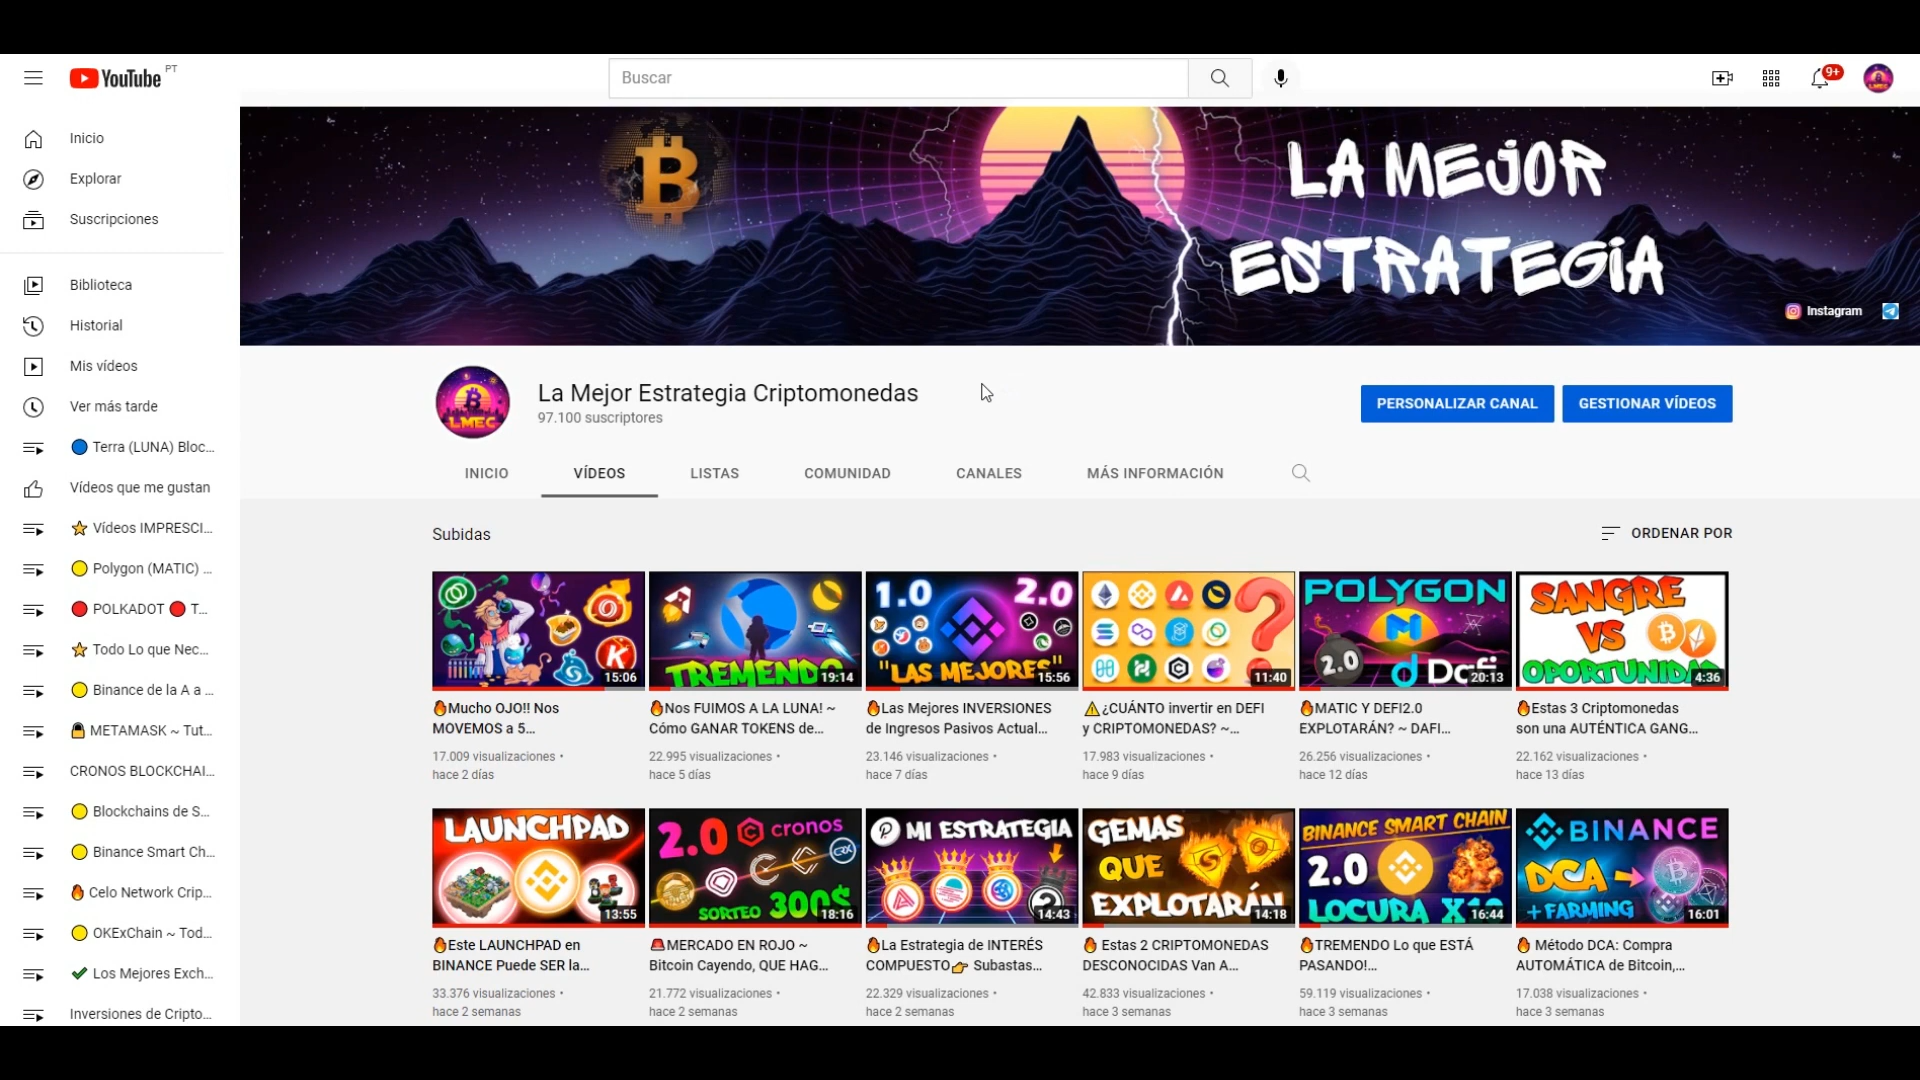 YouTube PT
Buscar
9+
Inicio
Explorar
Suscripciones
Biblioteca
Historial
Mis vídeos
Ver más tarde
Terra (LUNA) Bloc...
Vídeos que me gustan
Vídeos IMPRESCI...
Polygon (MATIC) ...
POLKADOT 🔴 T...
Todo Lo que Nec...
Binance de la A a ...
METAMASK ~ Tut...
CRONOS BLOCKCHAI...
Blockchains de S...
Binance Smart Ch...
Celo Network Crip...
OKExChain ~ Tod...
Los Mejores Exch...
Inversiones de Cripto...
LA MEJOR
ESTRATEGIA
Instagram
LMEC
La Mejor Estrategia Criptomonedas
97.100 suscriptores
PERSONALIZAR CANAL
GESTIONAR VÍDEOS
INICIO
VÍDEOS
LISTAS
COMUNIDAD
CANALES
MÁS INFORMACIÓN
Subidas
ORDENAR POR
15:06
🔥Mucho OJO!! Nos
MOVEMOS a 5...
17.009 visualizaciones •
hace 2 días
TREMENDO
19:14
🔥Nos FUIMOS A LA LUNA! ~
Cómo GANAR TOKENS de...
22.995 visualizaciones •
hace 5 días
1.0 2.0
"LAS MEJORES"
15:56
🔥Las Mejores INVERSIONES
de Ingresos Pasivos Actual...
23.146 visualizaciones •
hace 7 días
?
11:40
⚠¿CUÁNTO invertir en DEFI
y CRIPTOMONEDAS? ~...
17.983 visualizaciones •
hace 9 días
POLYGON
2.0
20:13
🔥MATIC Y DEFI2.0
EXPLOTARÁN? ~ DAFI...
26.256 visualizaciones •
hace 12 días
SANGRE
VS
OPORTUNIDAD
4:36
🔥Estas 3 Criptomonedas
son una AUTÉNTICA GANG...
22.162 visualizaciones •
hace 13 días
LAUNCHPAD
13:55
🔥Este LAUNCHPAD en
BINANCE Puede SER la...
33.376 visualizaciones •
hace 2 semanas
2.0 cronos
CRX
SORTEO 300$
18:16
🚨MERCADO EN ROJO ~
Bitcoin Cayendo, QUE HAG...
21.772 visualizaciones •
hace 2 semanas
MI ESTRATEGIA
14:43
🔥La Estrategia de INTERÉS
COMPUESTO👉 Subastas...
22.329 visualizaciones •
hace 2 semanas
GEMAS
QUE
EXPLOTARÁN
14:18
🔥 Estas 2 CRIPTOMONEDAS
DESCONOCIDAS Van A...
42.833 visualizaciones •
hace 3 semanas
BINANCE SMART CHAIN
2.0
LOCURA X10
16:44
🔥TREMENDO Lo que ESTÁ
PASANDO!...
59.119 visualizaciones •
hace 3 semanas
BINANCE
DCA
+ FARMING
16:01
🔥 Método DCA: Compra
AUTOMÁTICA de Bitcoin,...
17.038 visualizaciones •
hace 3 semanas